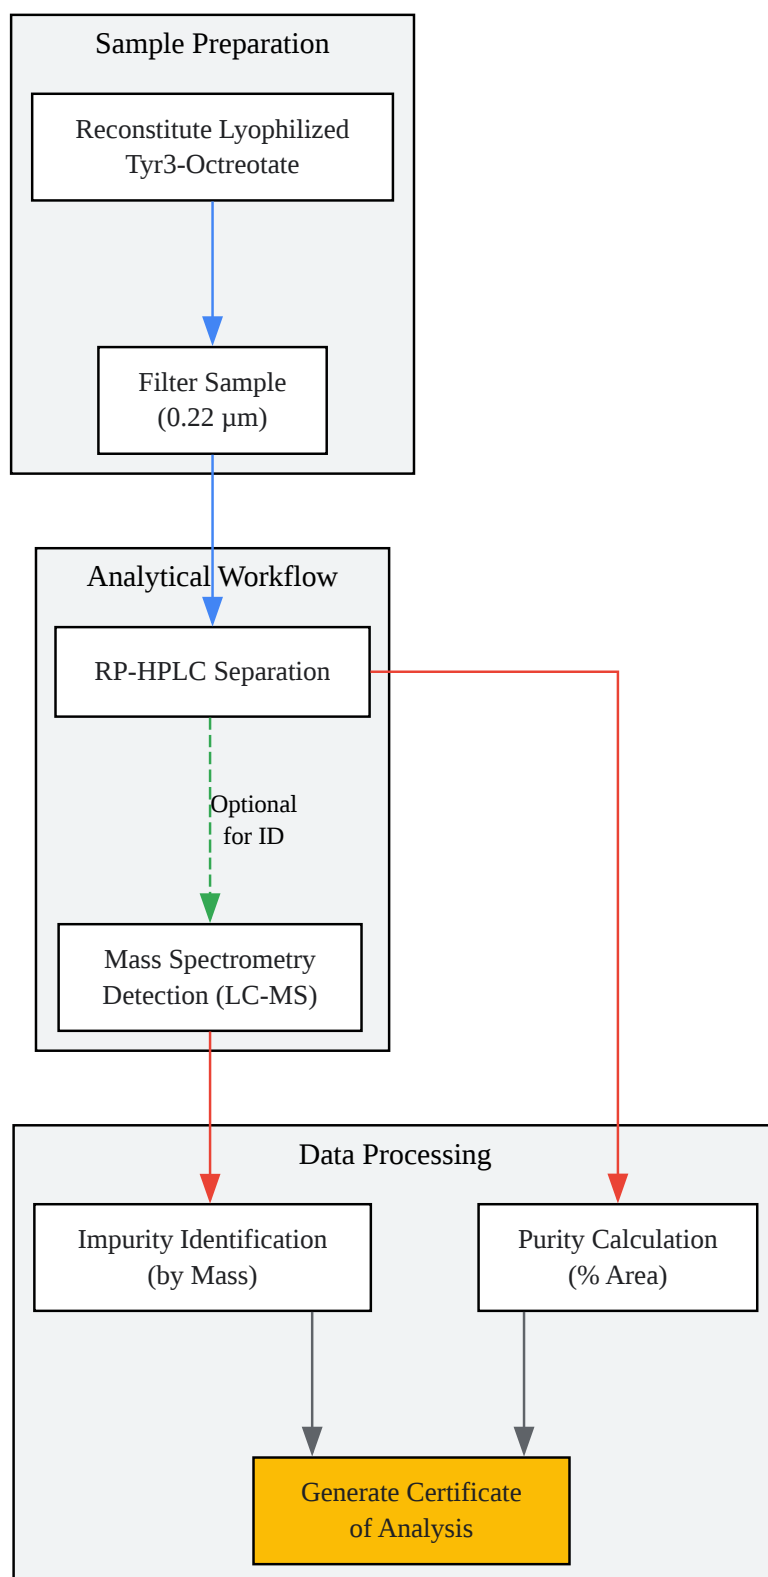 Sample Preparation
Reconstitute Lyophilized
Tyr3-Octreotate
Filter Sample
(0.22 µm)
Analytical Workflow
RP-HPLC Separation
Optional
for ID
Mass Spectrometry
Detection (LC-MS)
Data Processing
Impurity Identification
(by Mass)
Purity Calculation
(% Area)
Generate Certificate
of Analysis